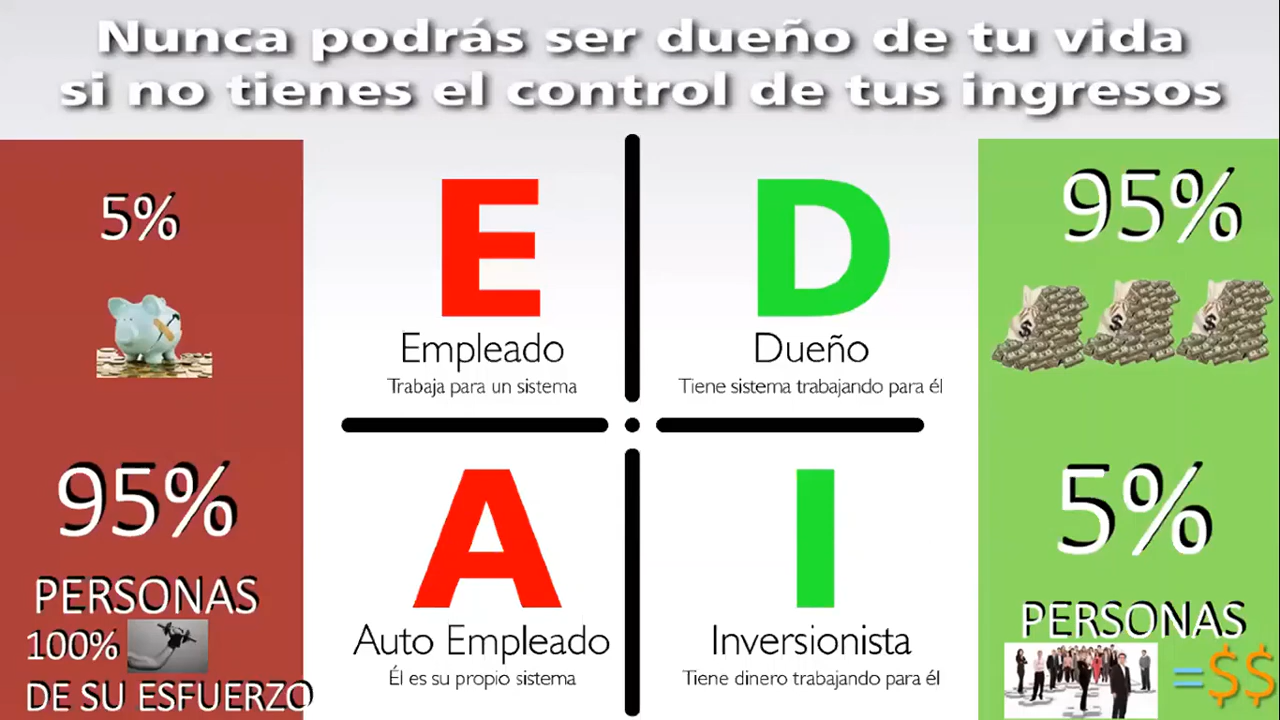 Nunca podrás ser dueño de tu vida
si no tienes el control de tus ingresos
5%
95%
PERSONAS
100%
DE SU ESFUERZO
E
Empleado
Trabaja para un sistema
D
Dueño
Tiene sistema trabajando para él
A
Auto Empleado
Él es su propio sistema
I
Inversionista
Tiene dinero trabajando para él
95%
$ $ $
5%
PERSONAS
=$$